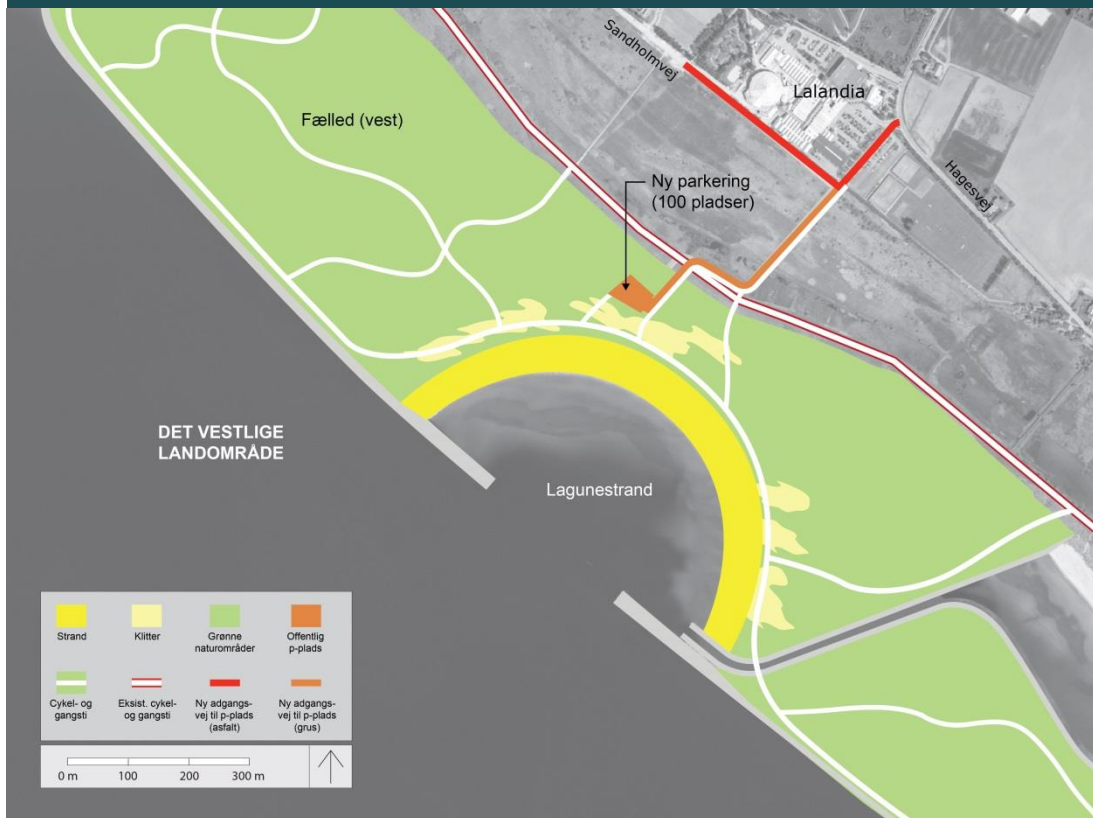 Sandholmvej
Lalandia
Fælled (vest)
Ny parkering
(100 pladser)
Hagesvej
DET VESTLIGE
LANDOMRÅDE
Lagunestrand
Strand
Klitter
Grønne
naturområder
Offentlig
p-plads
Cykel- og
gangsti
Eksist. cykel-
og gangsti
Ny adgangs-
vej til p-plads
(asfalt)
Ny adgangs-
vej til p-plads
(grus)
0 m 100 200 300 m